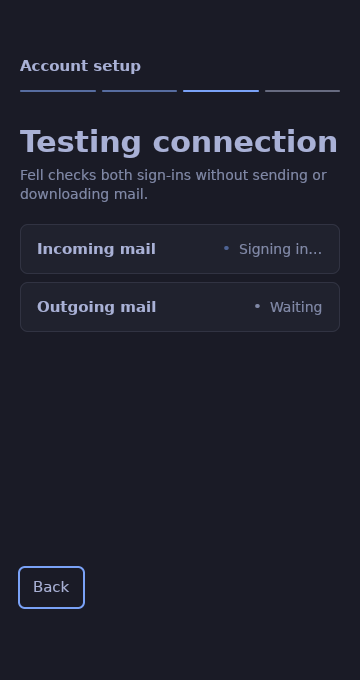 Account setup
Testing connection
Fell checks both sign-ins without sending or
downloading mail.
Incoming mail • Signing in...
Outgoing mail • Waiting
Back